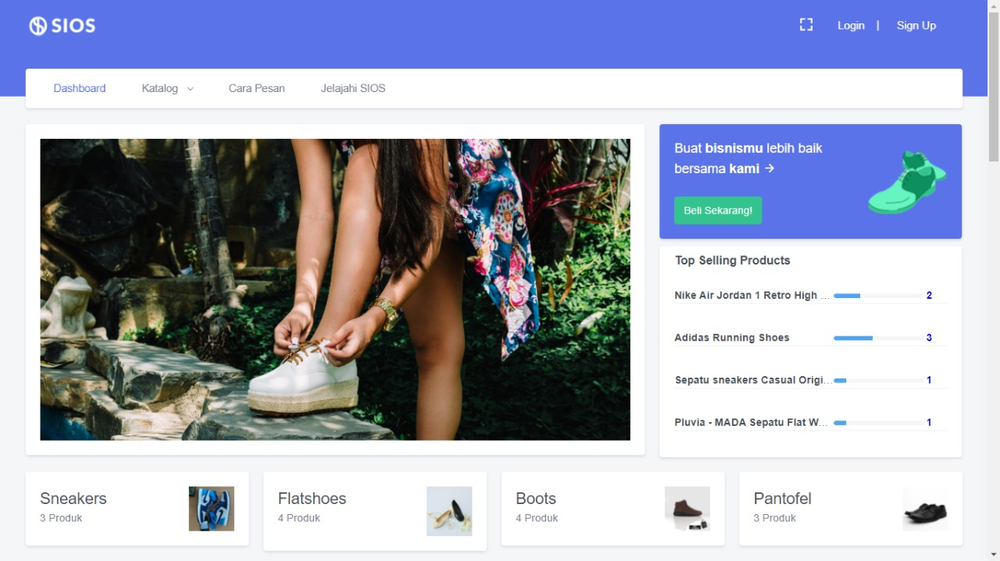 SIOS
Login | Sign Up
Dashboard Katalog Cara Pesan Jelajahi SIOS
Buat bisnismu lebih baik
bersama kami →
Beli Sekarang!
Top Selling Products
Nike Air Jordan 1 Retro High ... 2
Adidas Running Shoes 3
Sepatu sneakers Casual Origi... 1
Pluvia - MADA Sepatu Flat W... 1
Sneakers
3 Produk
Flatshoes
4 Produk
Boots
4 Produk
Pantofel
3 Produk